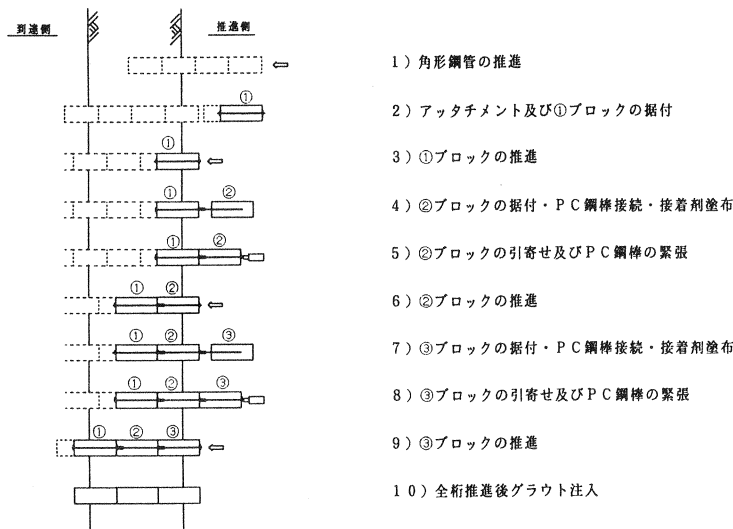 到達側
推進側
1）角形鋼管の推進
①
2）アッタチメント及び①ブロックの据付
①
3）①ブロックの推進
① ②
4）②ブロックの据付・ＰＣ鋼棒接続・接着剤塗布
① ②
5）②ブロックの引寄せ及びＰＣ鋼棒の緊張
① ②
6）②ブロックの推進
① ② ③
7）③ブロックの据付・ＰＣ鋼棒接続・接着剤塗布
① ② ③
8）③ブロックの引寄せ及びＰＣ鋼棒の緊張
① ② ③
9）③ブロックの推進
10）全桁推進後グラウト注入